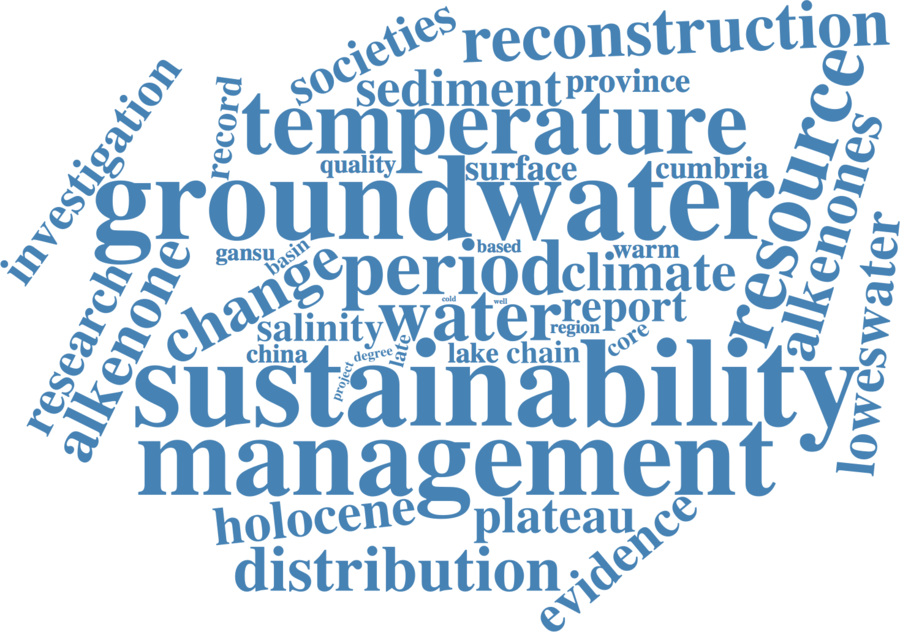 societies
reconstruction
investigation
record
sediment
province
temperature
resource
quality
surface
cumbria
groundwater
alkenones
gansu
basin
based
warm
research
alkenone
change
period
climate
loweswater
cold
well
salinity
water
report
region
core
china
project
degree
late
lake
chain
sustainability
management
holocene
plateau
evidence
distribution